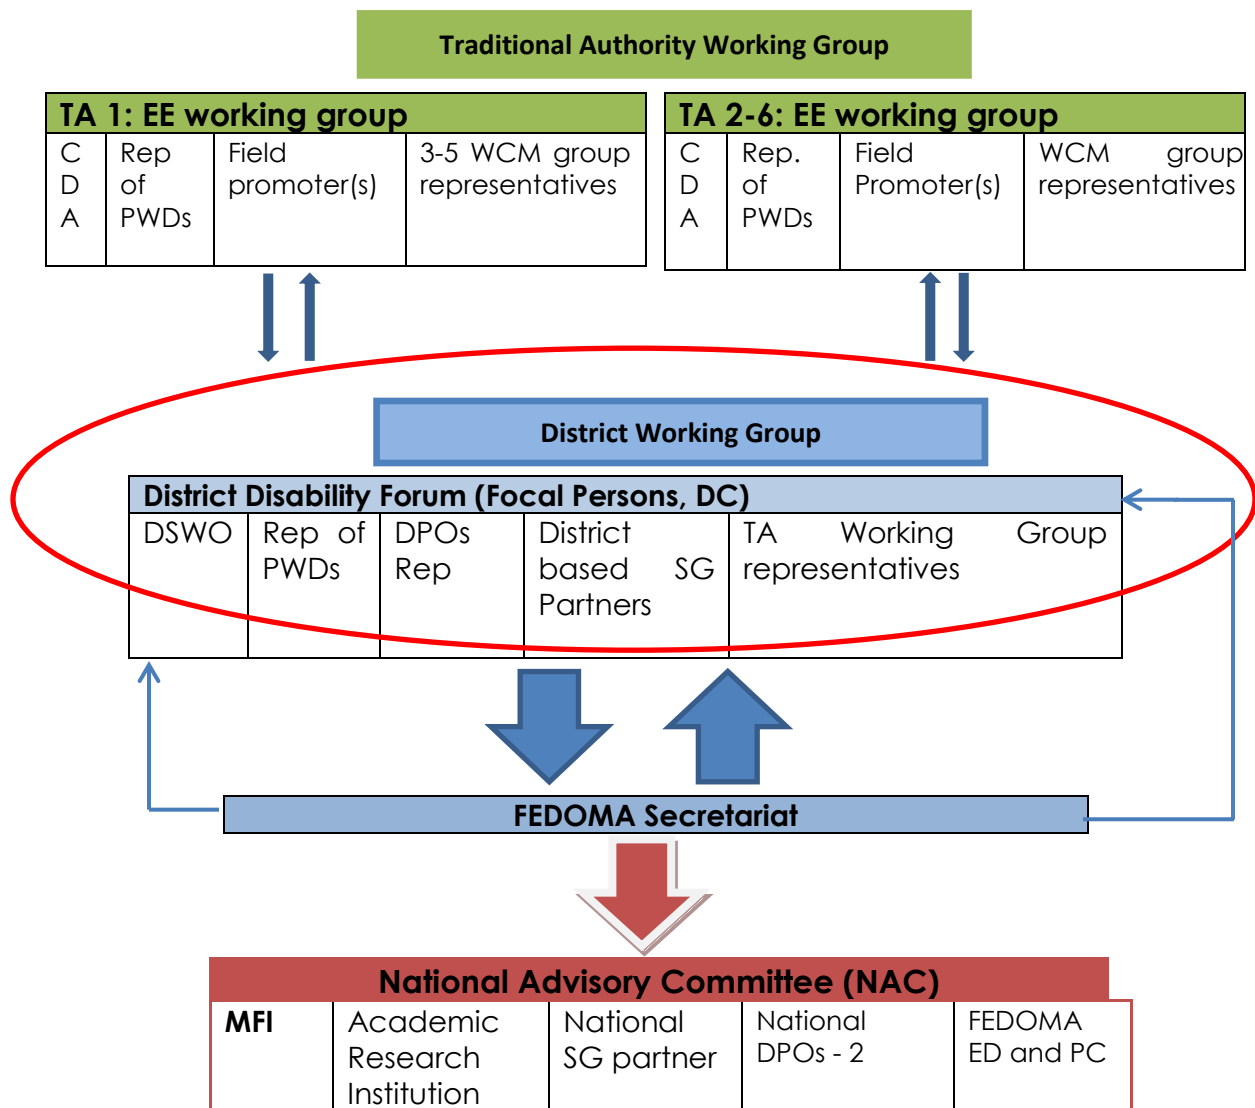 Traditional Authority Working Group
TA 1: EE working group
C
D
A
Rep
of
PWDs
Field
promoter(s)
3-5 WCM group
representatives
TA 2-6: EE working group
C
D
A
Rep.
of
PWDs
Field
Promoter(s)
WCM group
representatives
District Working Group
District Disability Forum (Focal Persons, DC)
DSWO
Rep of
PWDs
DPOs
Rep
District
based SG
Partners
TA Working Group
representatives
FEDOMA Secretariat
National Advisory Committee (NAC)
MFI
Academic
Research
Institution
National
SG partner
National
DPOs - 2
FEDOMA
ED and PC